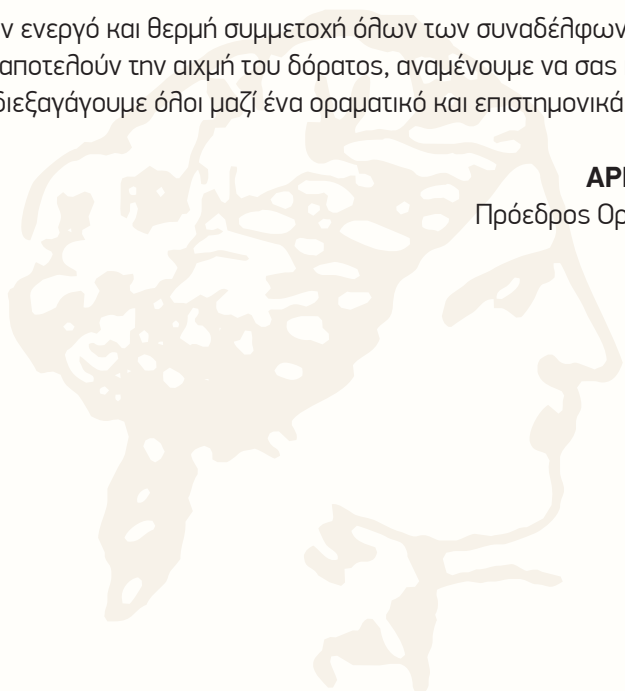 ν ενεργό και θερμή συμμετοχή όλων των συναδέλφων
αποτελούν την αιχμή του δόρατος, αναμένουμε να σας
διεξαγάγουμε όλοι μαζί ένα οραματικό και επιστημονικά
ΑΡΙ
Πρόεδρος Ορ